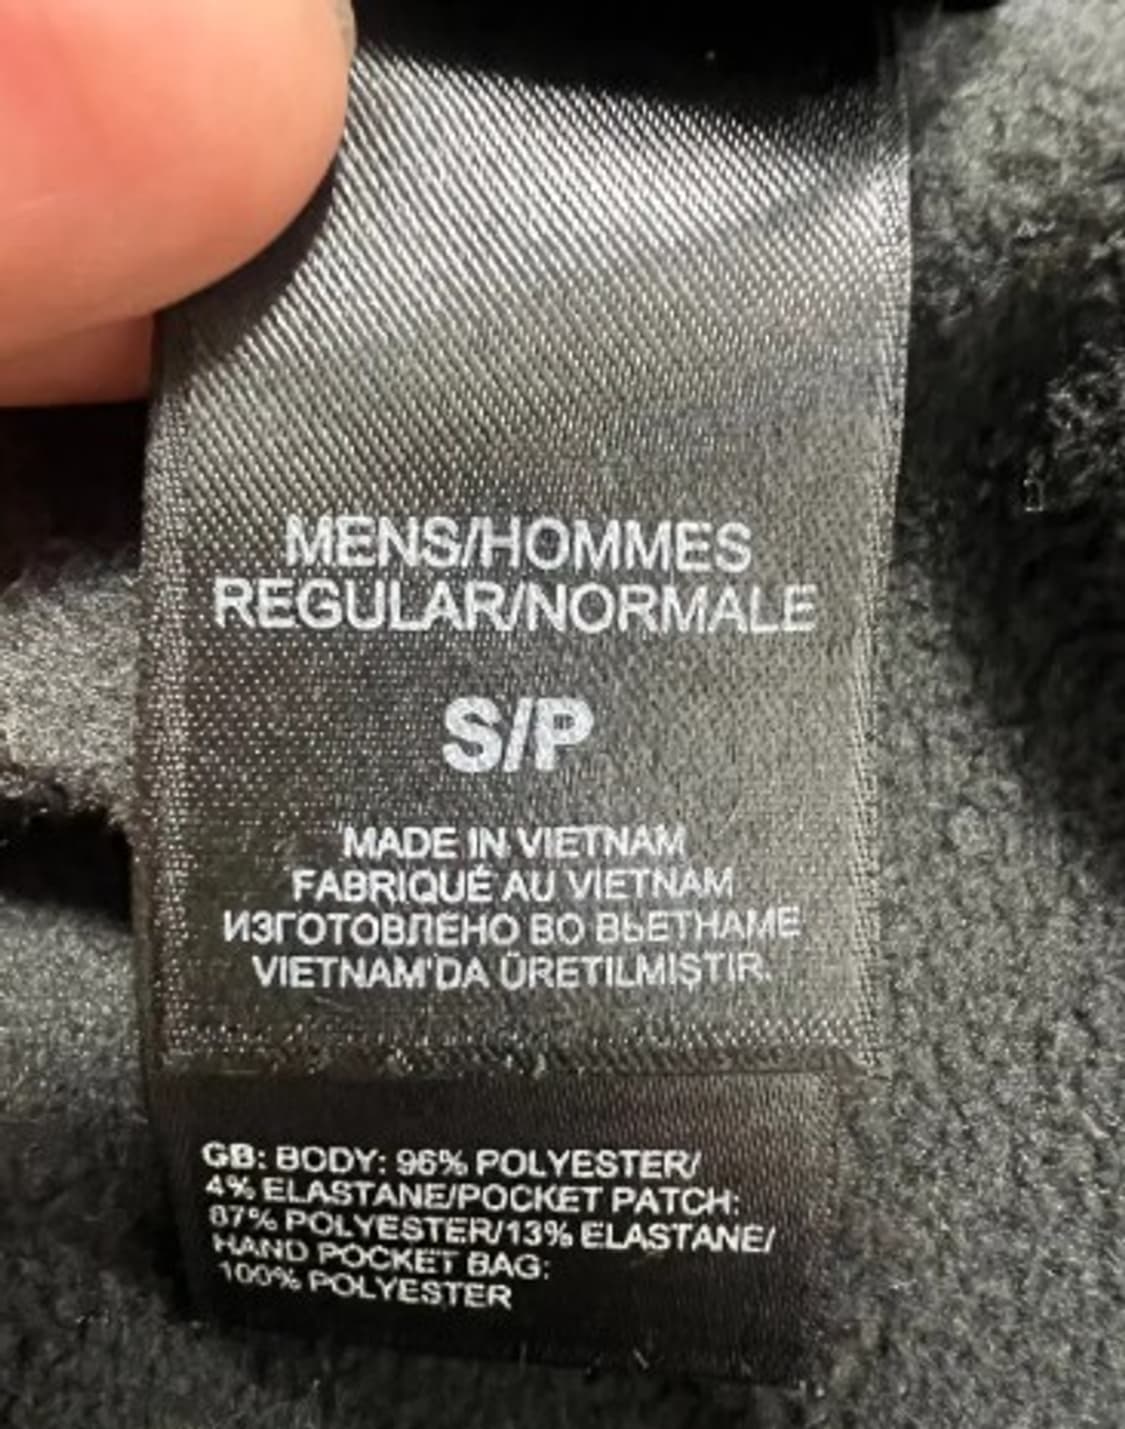 MENS/HOMMES
REGULAR/NORMALE
S/P
MADE IN VIETNAM
FABRIQUÉ AU VIETNAM
ИЗГОТОВЛЕНО ВО ВЬЕТНАМЕ
VIETNAM'DA ÜRETILMIŞTIR.
GB: BODY: 96% POLYESTER/
4% ELASTANE/POCKET PATCH:
87% POLYESTER/13% ELASTANE/
HAND POCKET BAG:
100% POLYESTER